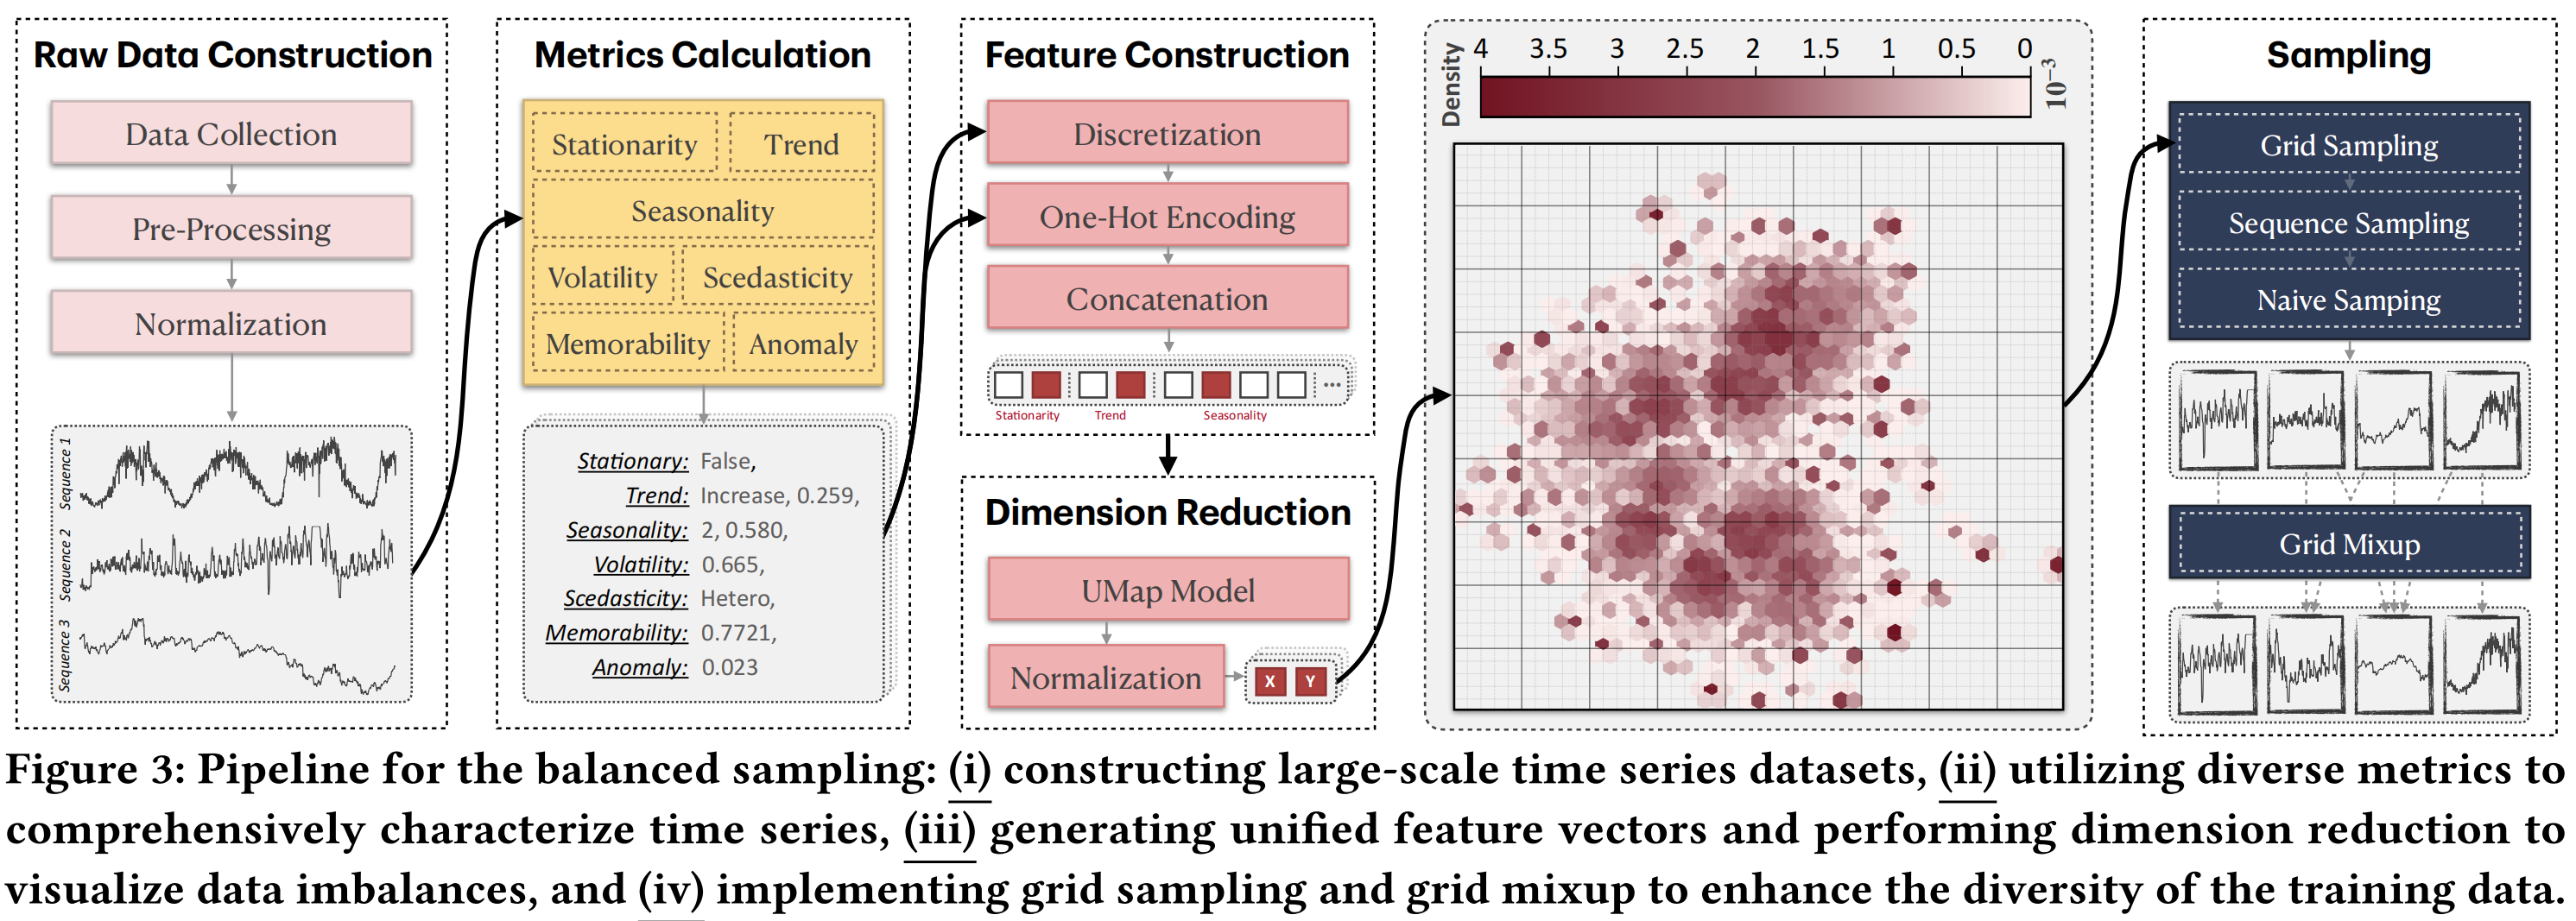 Raw Data Construction
Data Collection
Pre-Processing
Normalization
Sequence 1
Sequence 2
Sequence 3
Metrics Calculation
Stationarity
Trend
Seasonality
Volatility
Scedasticity
Memorability
Anomaly
Stationary: False,
Trend: Increase, 0.259,
Seasonality: 2, 0.580,
Volatility: 0.665,
Scedasticity: Hetero,
Memorability: 0.7721,
Anomaly: 0.023
Feature Construction
Discretization
One-Hot Encoding
Concatenation
...
Stationarity Trend Seasonality
Dimension Reduction
UMap Model
Normalization
X Y
Density
4 3.5 3 2.5 2 1.5 1 0.5 0
10⁻³
Sampling
Grid Sampling
Sequence Sampling
Naive Samping
Grid Mixup
Figure 3: Pipeline for the balanced sampling: (i) constructing large-scale time series datasets, (ii) utilizing diverse metrics to
comprehensively characterize time series, (iii) generating unified feature vectors and performing dimension reduction to
visualize data imbalances, and (iv) implementing grid sampling and grid mixup to enhance the diversity of the training data.